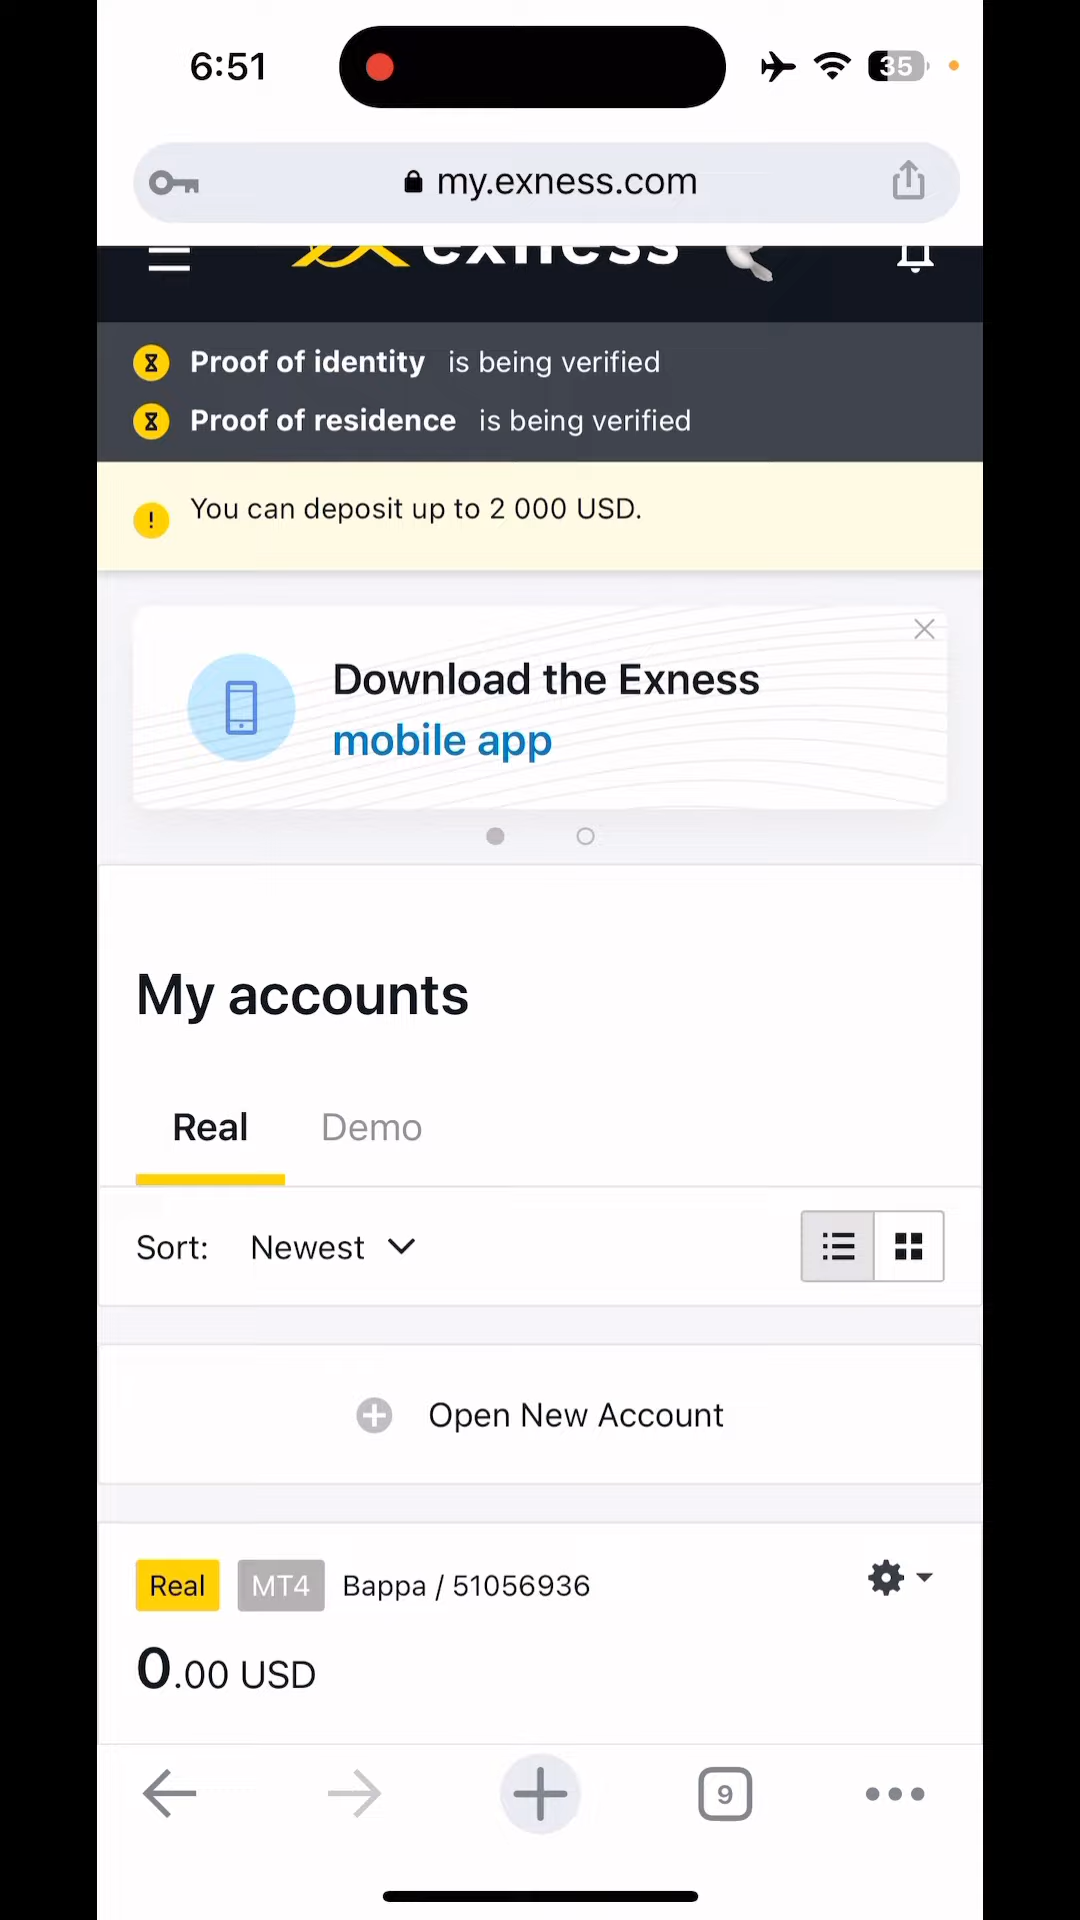 6:51
35
my.exness.com
exness
Proof of identity is being verified
Proof of residence is being verified
You can deposit up to 2 000 USD.
Download the Exness
mobile app
My accounts
Real Demo
Sort: Newest
Open New Account
Real MT4 Bappa / 51056936
0.00 USD
9